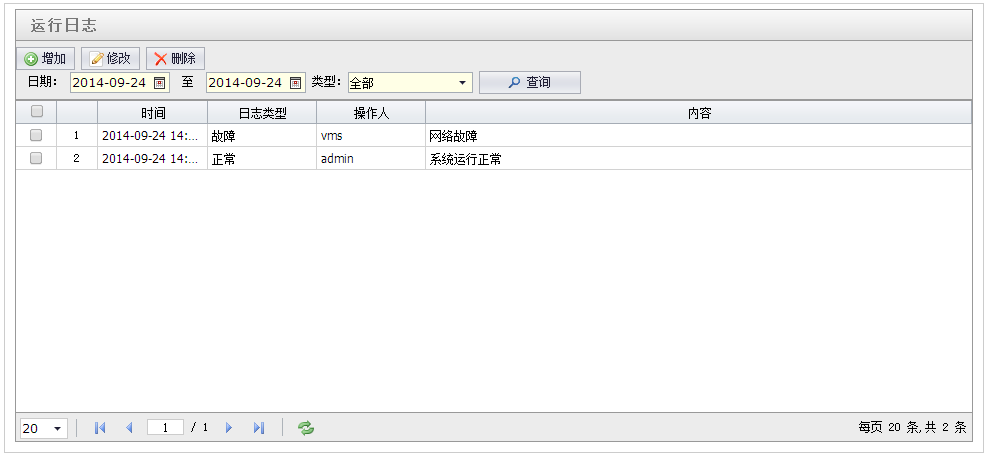 运行日志
增加 修改 删除
日期: 2014-09-24 至 2014-09-24 类型: 全部 查询
时间 日志类型 操作人 内容
1 2014-09-24 14:... 故障 vms 网络故障
2 2014-09-24 14:... 正常 admin 系统运行正常
20 1 / 1 每页 20 条,共 2 条